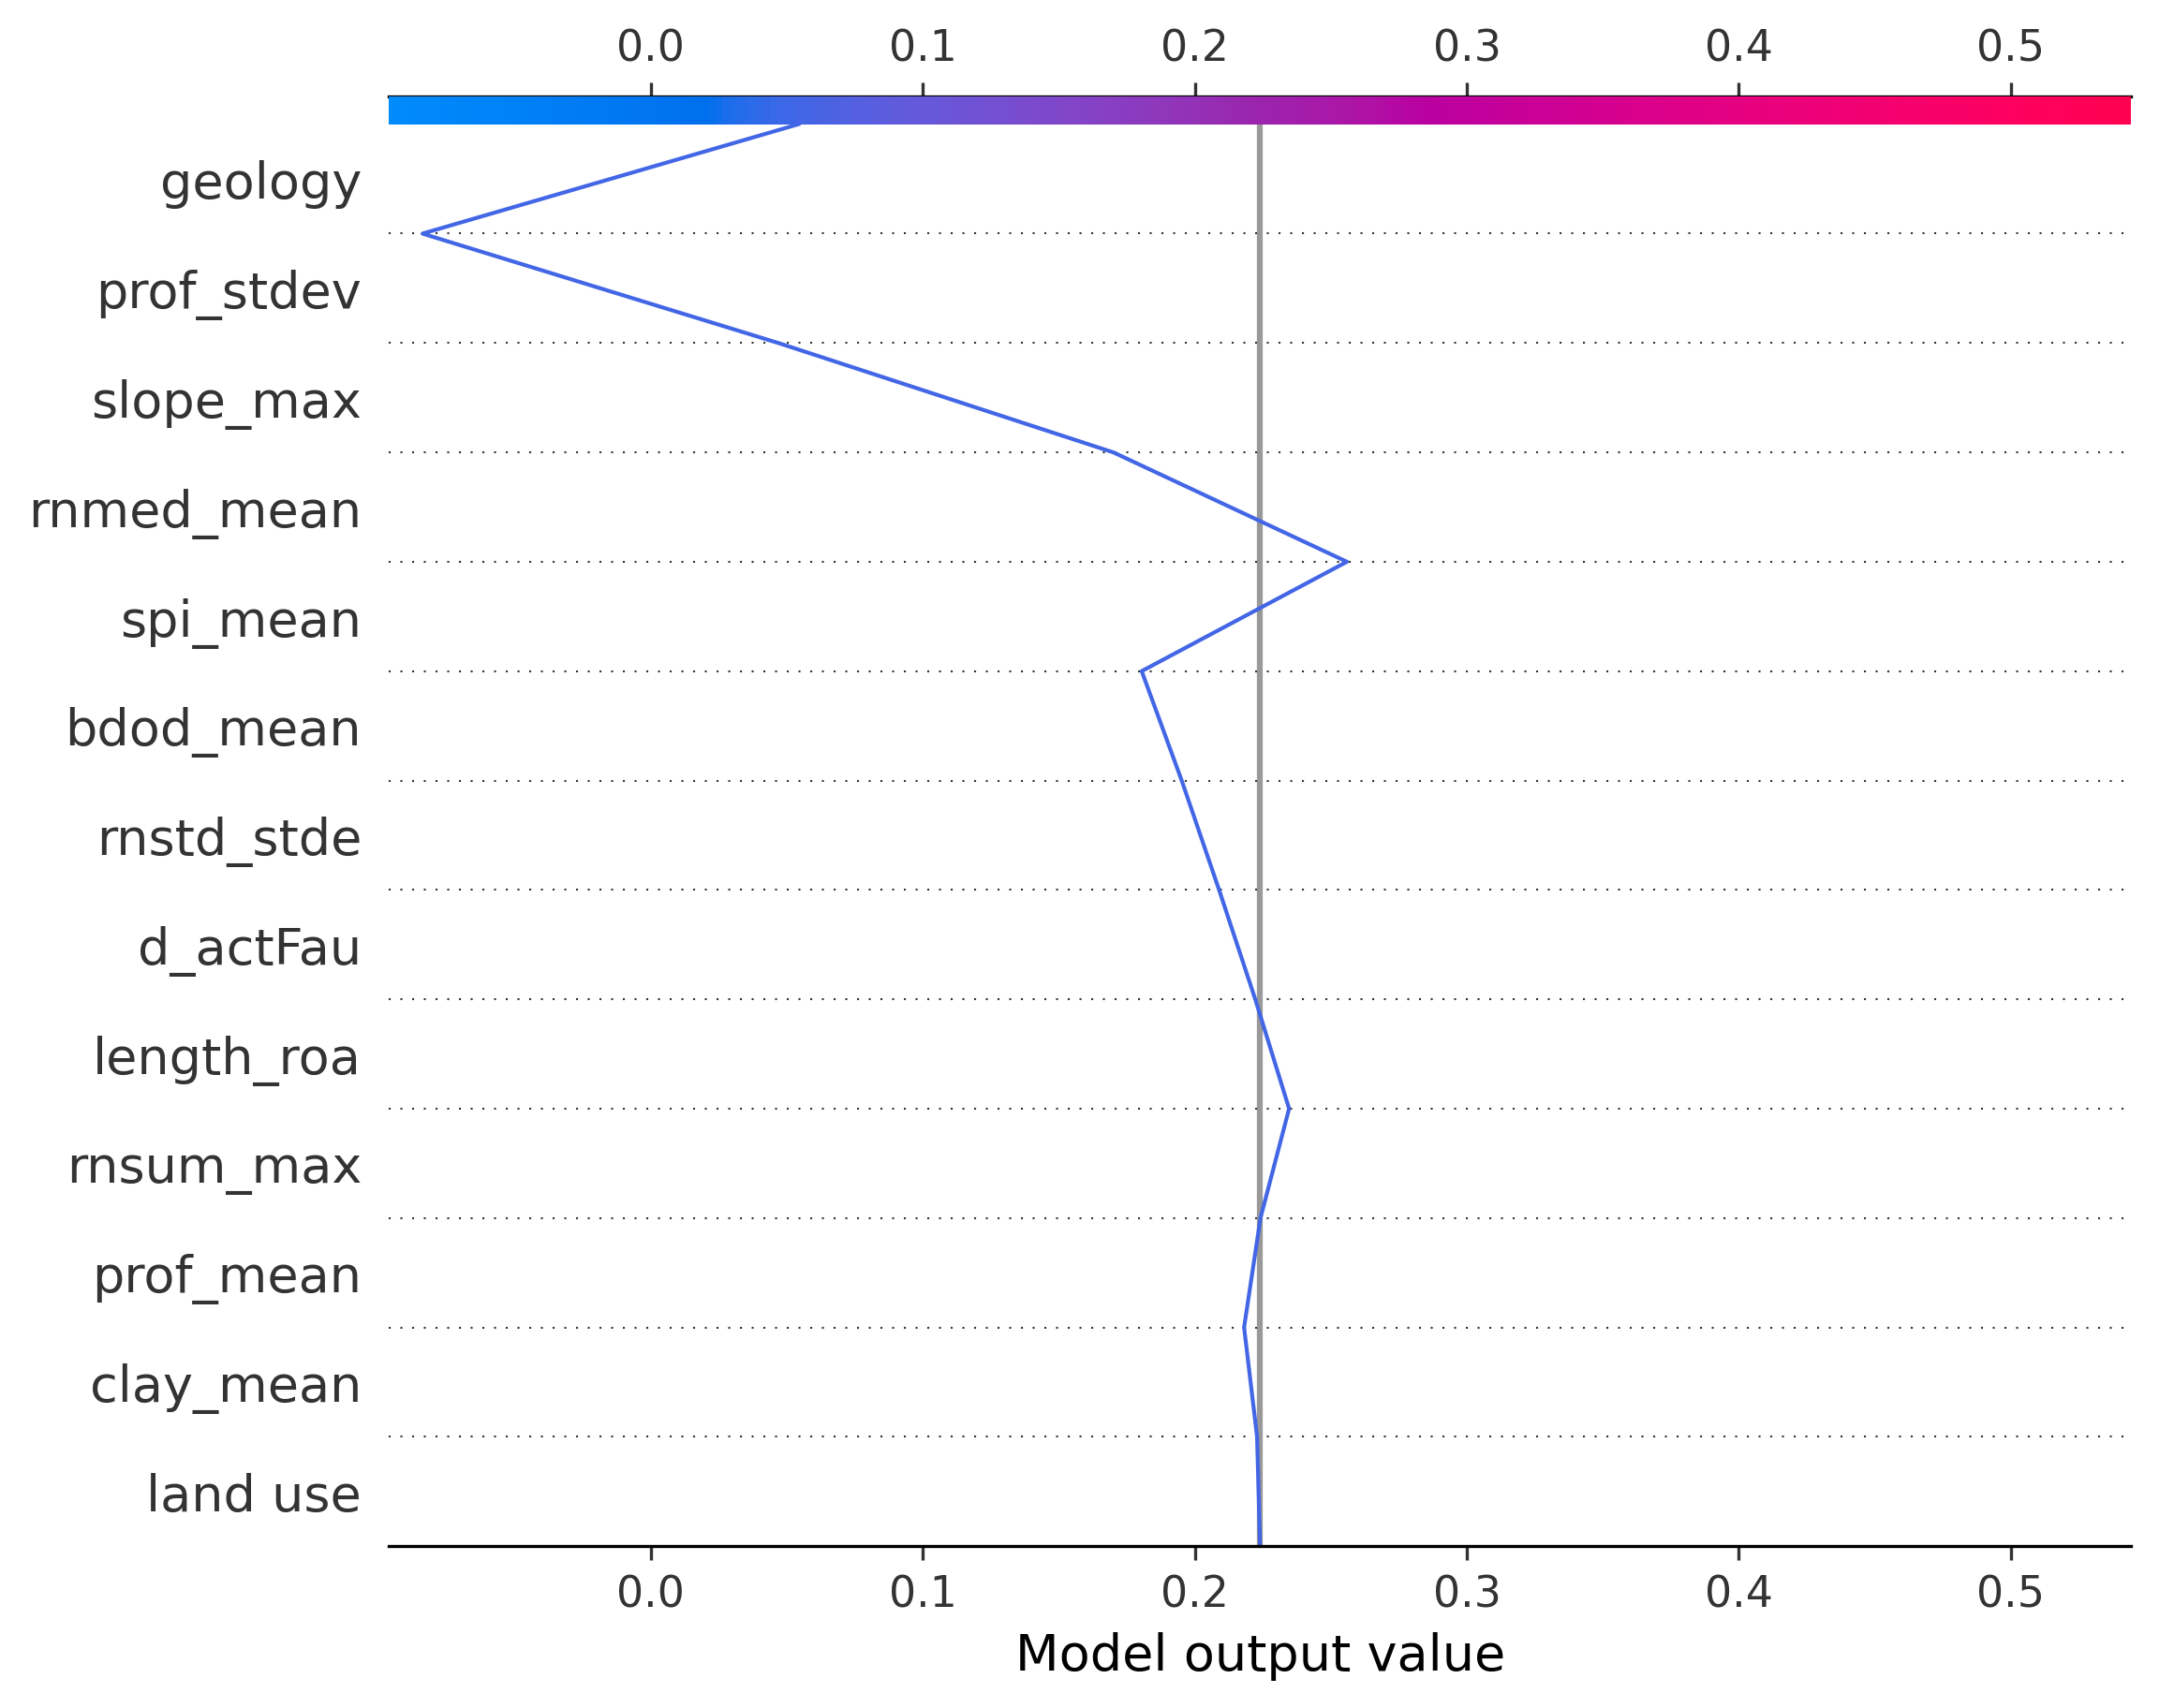 0.0 0.1 0.2 0.3 0.4 0.5
geology
prof_stdev
slope_max
rnmed_mean
spi_mean
bdod_mean
rnstd_stde
d_actFau
length_roa
rnsum_max
prof_mean
clay_mean
land use
0.0 0.1 0.2 0.3 0.4 0.5
Model output value